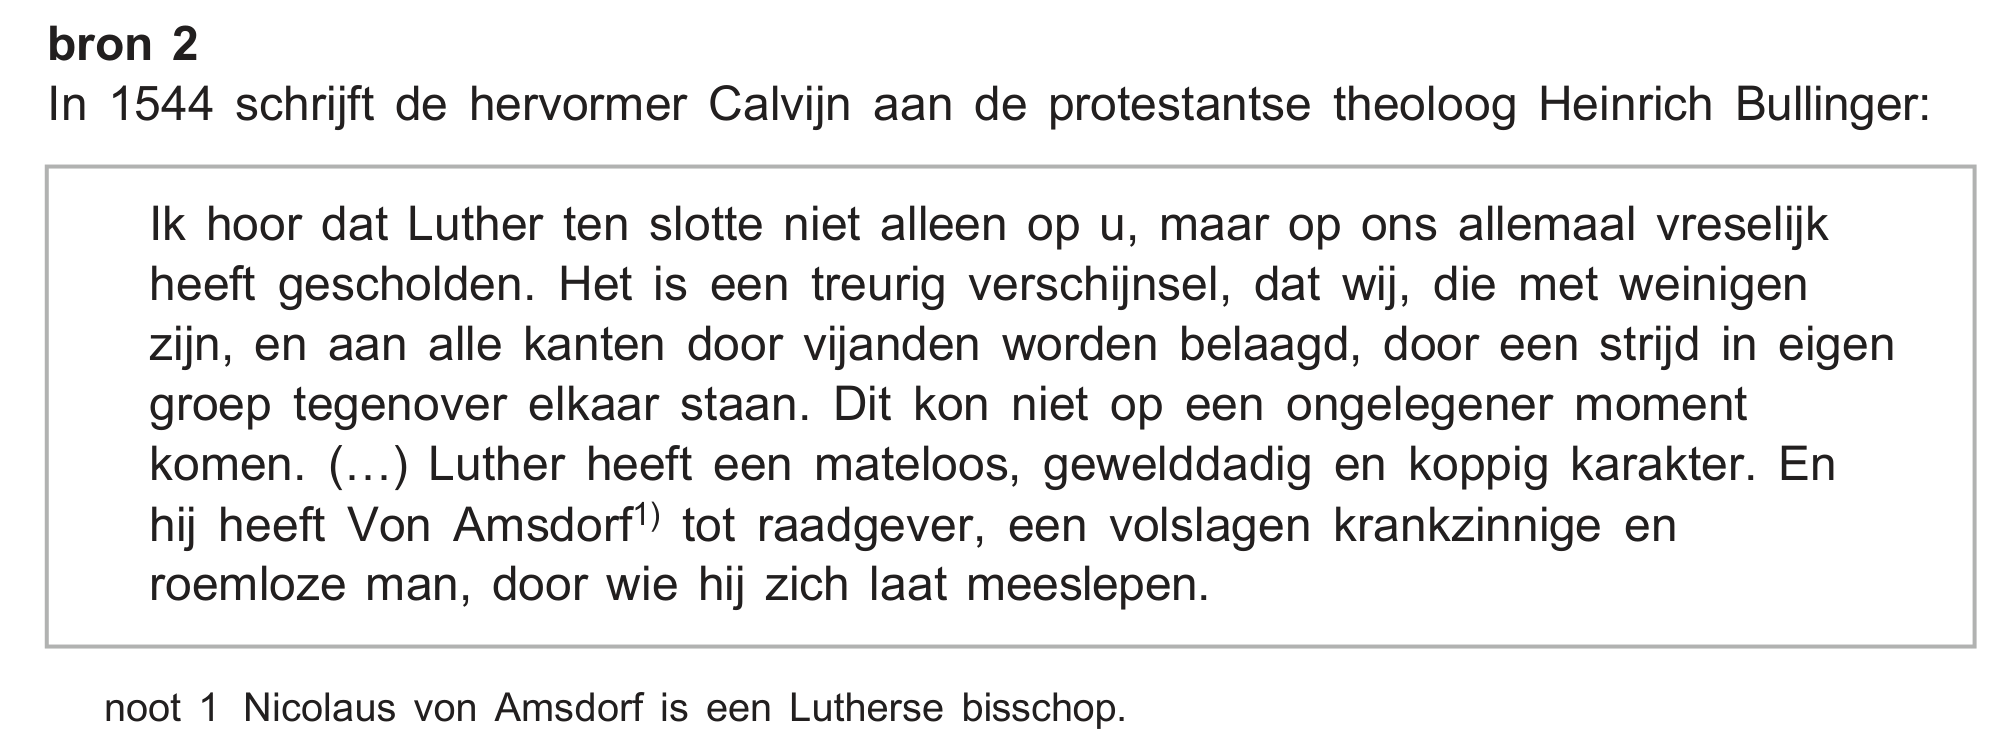 bron 2
In 1544 schrijft de hervormer Calvijn aan de protestantse theoloog Heinrich Bullinger:
Ik hoor dat Luther ten slotte niet alleen op u, maar op ons allemaal vreselijk
heeft gescholden. Het is een treurig verschijnsel, dat wij, die met weinigen
zijn, en aan alle kanten door vijanden worden belaagd, door een strijd in eigen
groep tegenover elkaar staan. Dit kon niet op een ongelegener moment
komen. (…) Luther heeft een mateloos, gewelddadig en koppig karakter. En
hij heeft Von Amsdorf1) tot raadgever, een volslagen krankzinnige en
roemloze man, door wie hij zich laat meeslepen.
noot 1 Nicolaus von Amsdorf is een Lutherse bisschop.